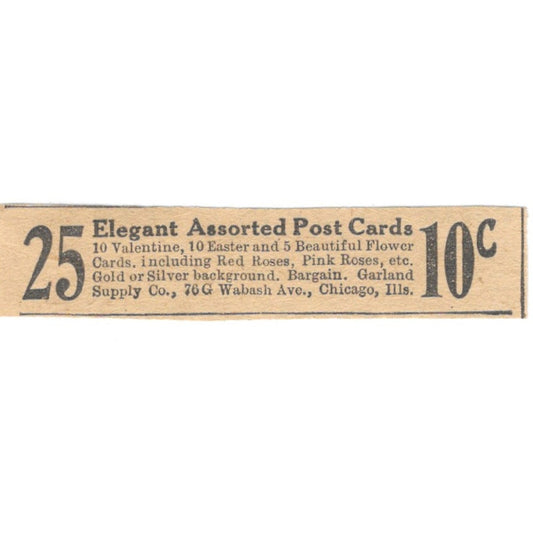 25
Elegant Assorted Post Cards
10 Valentine, 10 Easter and 5 Beautiful Flower
Cards. including Red Roses, Pink Roses, etc.
Gold or Silver background. Bargain. Garland
Supply Co., 76 G Wabash Ave., Chicago, Ills.
10c